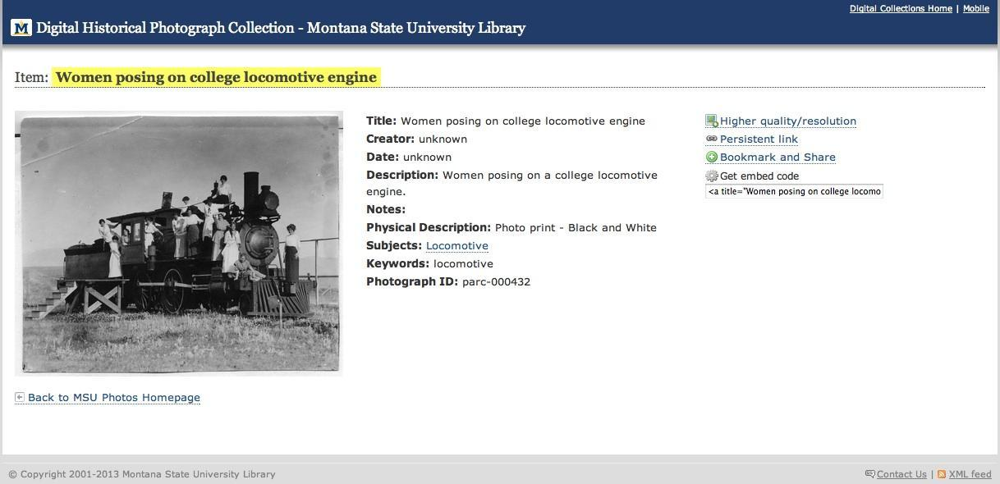 Digital Collections Home | Mobile
M Digital Historical Photograph Collection - Montana State University Library
Item: Women posing on college locomotive engine
Title: Women posing on college locomotive engine
Creator: unknown
Date: unknown
Description: Women posing on a college locomotive
engine.
Notes:
Physical Description: Photo print - Black and White
Subjects: Locomotive
Keywords: locomotive
Photograph ID: parc-000432
Higher quality/resolution
Persistent link
Bookmark and Share
Get embed code
<a title="Women posing on college locomo
Back to MSU Photos Homepage
© Copyright 2001-2013 Montana State University Library
Contact Us | XML feed